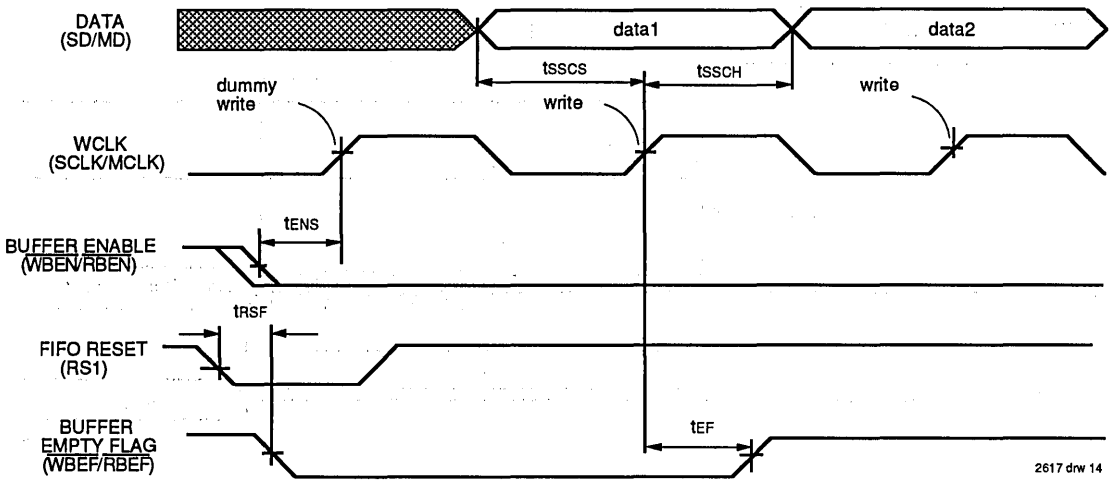 DATA
(SD/MD)
data1
data2
tSSCS
tSSCH
dummy
write
write
write
WCLK
(SCLK/MCLK)
tENS
BUFFER ENABLE
(WBEN/RBEN)
tRSF
FIFO RESET
(RS1)
BUFFER
EMPTY FLAG
(WBEF/RBEF)
tEF
2617 drw 14